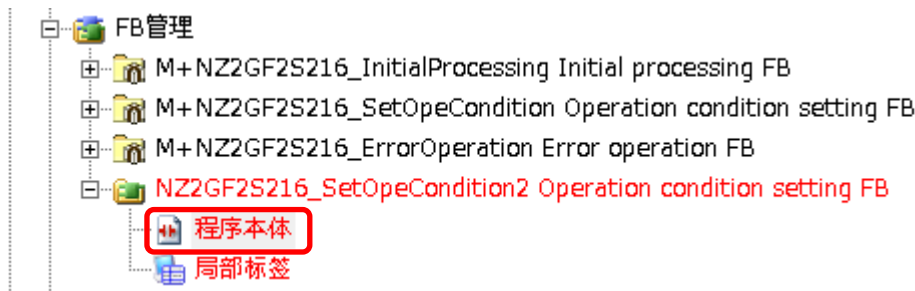 FB管理
M+NZ2GF2S216_InitialProcessing Initial processing FB
M+NZ2GF2S216_SetOpeCondition Operation condition setting FB
M+NZ2GF2S216_ErrorOperation Error operation FB
NZ2GF2S216_SetOpeCondition2 Operation condition setting FB
程序本体
局部标签